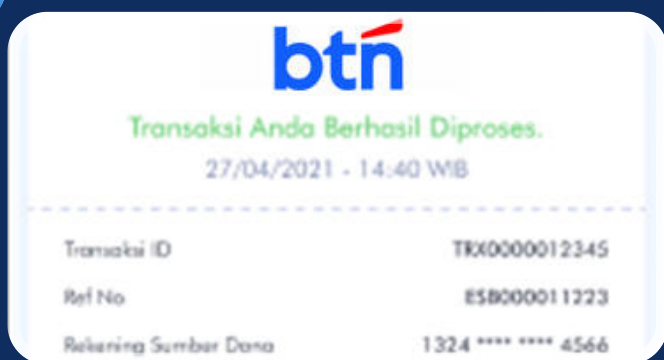 btn
Transaksi Anda Berhasil Diproses.
27/04/2021 - 14:40 WIB
Transaksi ID TRX0000012345
Ref No ESB000011223
Rekening Sumber Dana 1324 **** **** 4566